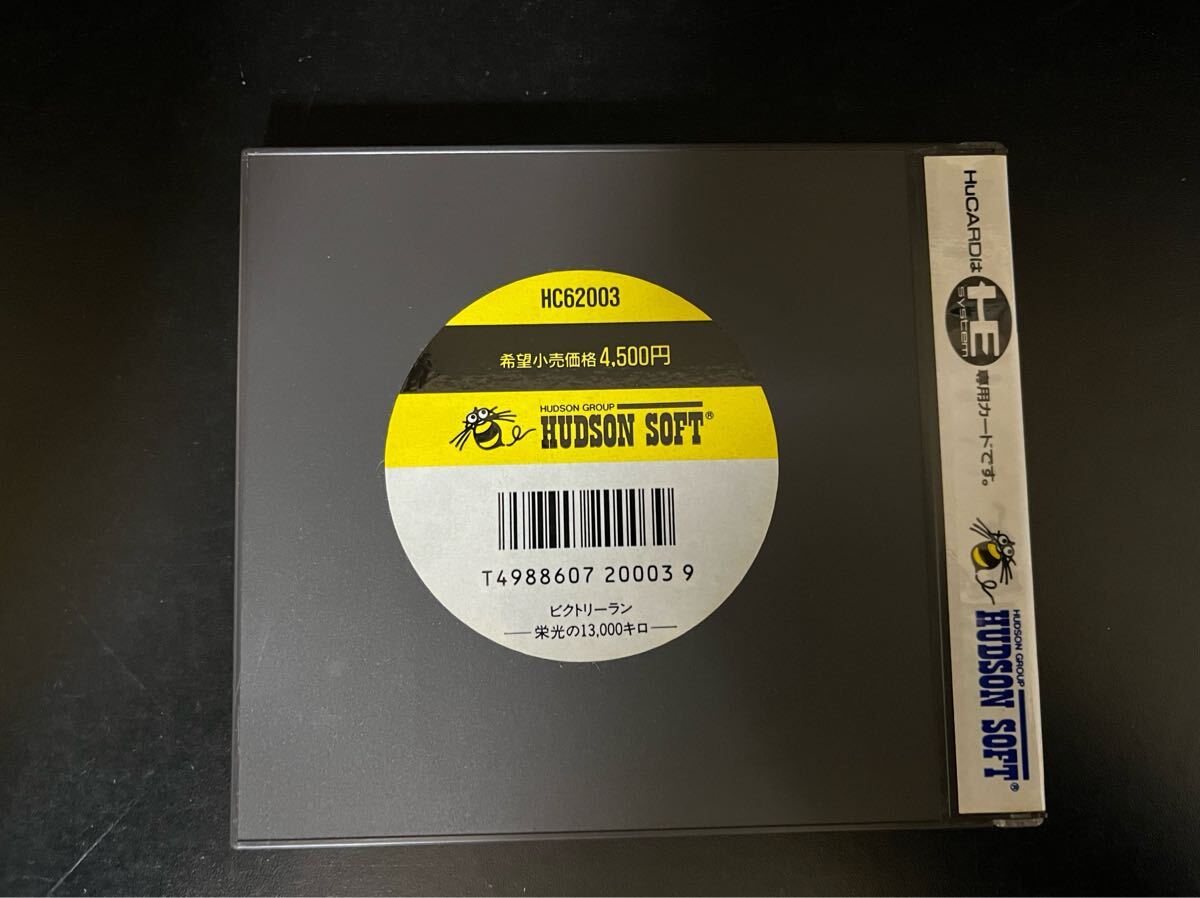 HC62003
希望小売価格4,500円
HUDSON GROUP
HUDSON SOFT®
T4988607 20003 9
ビクトリーラン
栄光の13,000キロ
HuCARDは HE system 専用カードです。
HUDSON GROUP
HUDSON SOFT®